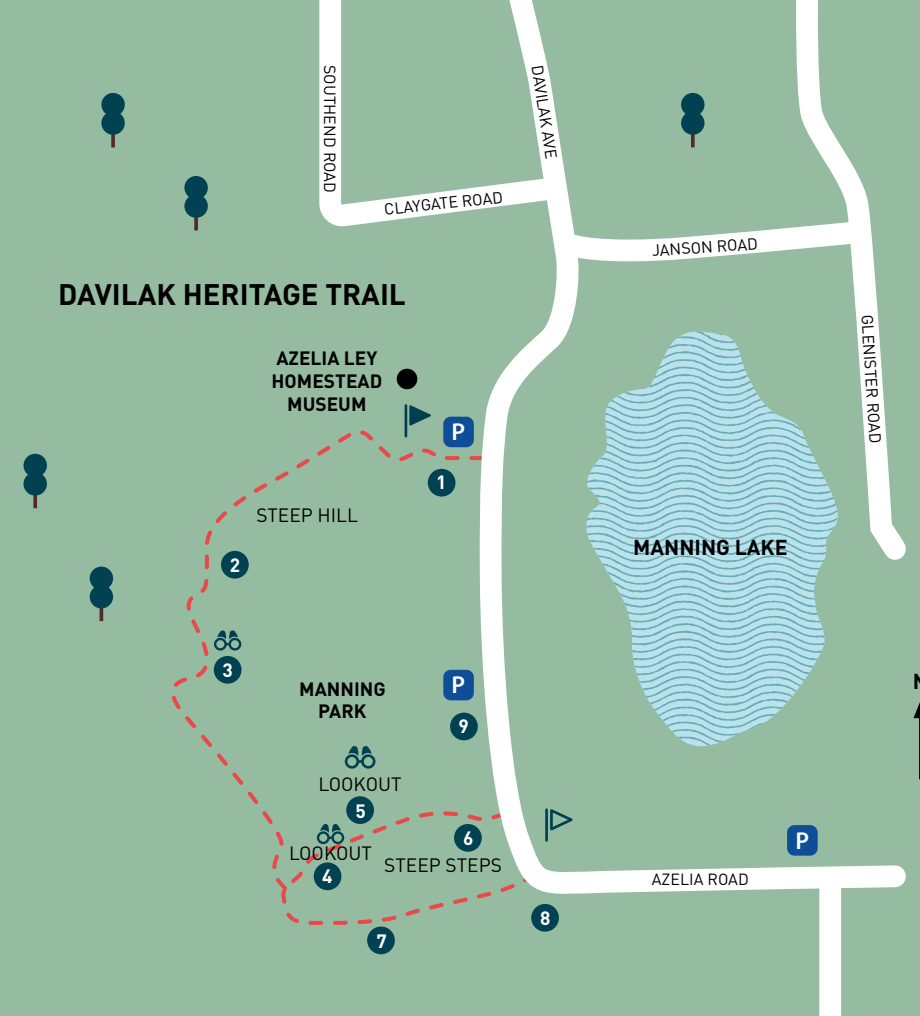 SOUTHEND ROAD
DAVILAK AVE
CLAYGATE ROAD
JANSON ROAD
DAVILAK HERITAGE TRAIL
GLENISTER ROAD
AZELIA LEY
HOMESTEAD
MUSEUM
P
1
STEEP HILL
MANNING LAKE
2
3
MANNING
PARK
P
9
LOOKOUT
5
6
P
LOOKOUT
STEEP STEPS
4
AZELIA ROAD
8
7